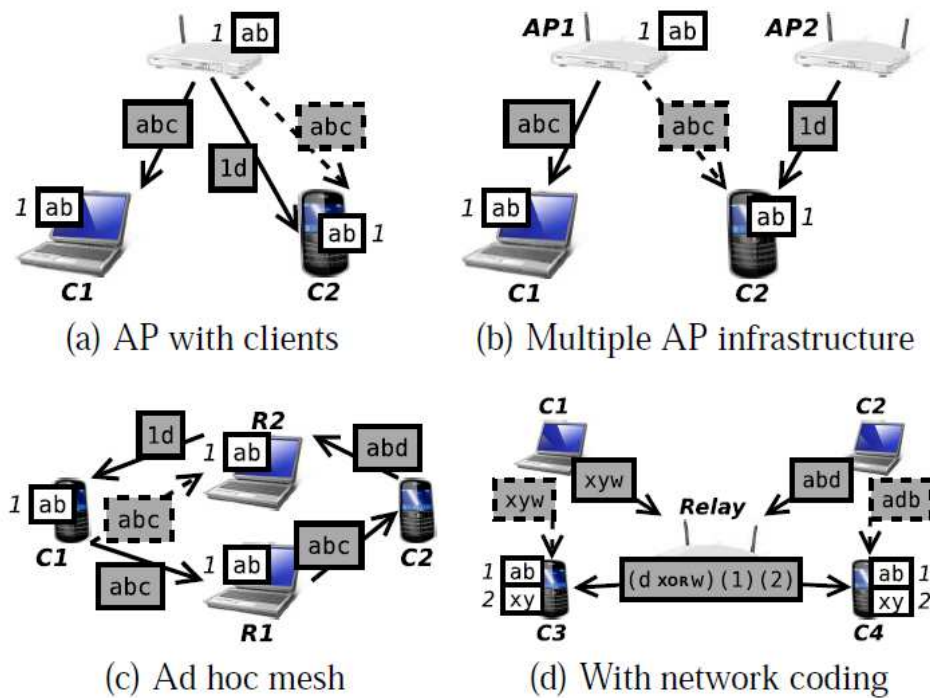 1 ab
abc
abc
1d
1 ab
ab 1
C1
C2
(a) AP with clients
AP1
1 ab
AP2
abc
abc
1d
1 ab
ab 1
C1
C2
(b) Multiple AP infrastructure
1d
R2
1 ab
abd
1 ab
abc
C1
abc
1 ab
abc
C2
R1
(c) Ad hoc mesh
C1
C2
xyw
xyw
abd
adb
Relay
1 ab
2 xy
(d XOR w)(1)(2)
ab 1
xy 2
C3
C4
(d) With network coding